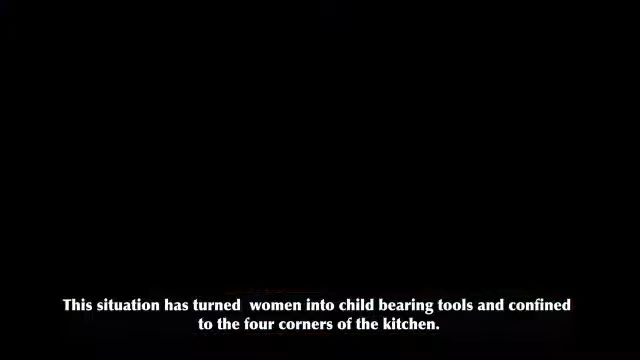 This situation has turned  women into child bearing tools and confined
to the four corners of the kitchen.